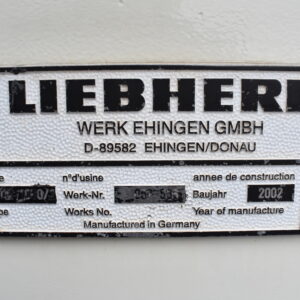 LIEBHERR
WERK EHINGEN GMBH
D-89582 EHINGEN/DONAU
n°d'usine annee de construction
Werk-Nr. Baujahr 2002
Works No. Year of manufacture
Manufactured in Germany